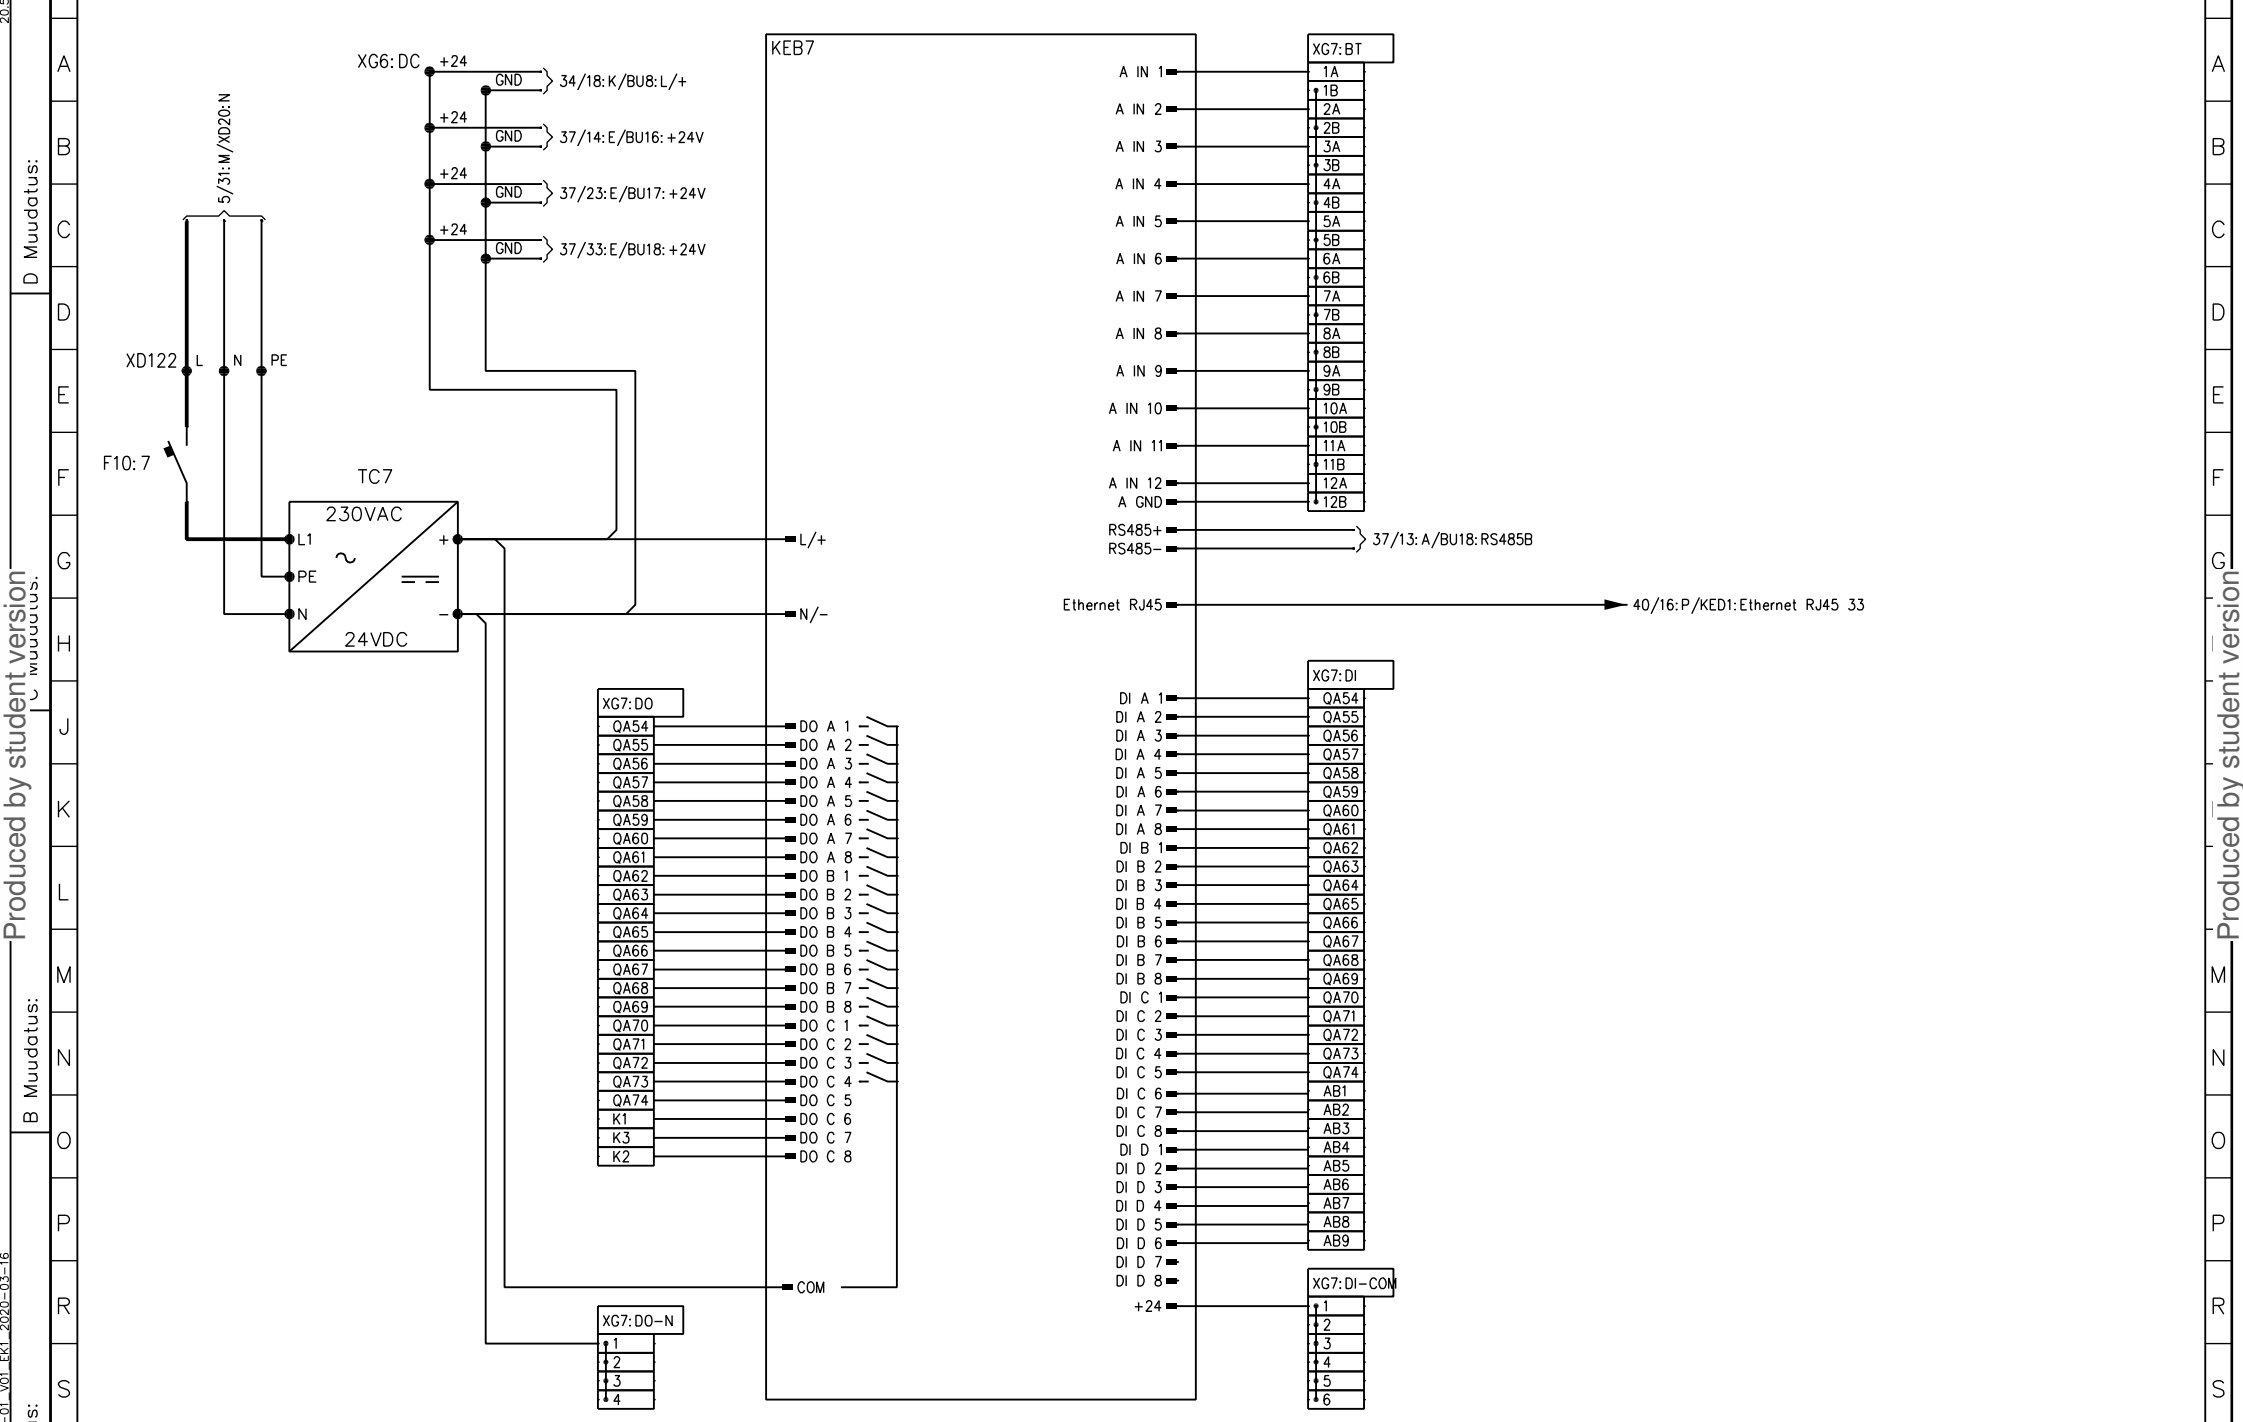 A
B
C
D
E
F
G
H
J
K
L
M
N
O
P
R
S
D Muudatus:
B Muudatus:
Produced by student version
5/31:M/XD20:N
XD122
L
N
PE
F10:7
TC7
230VAC
L1
PE
N
+
-
24VDC
XG6:DC
+24
GND
34/18:K/BU8:L/+
+24
GND
37/14:E/BU16:+24V
+24
GND
37/23:E/BU17:+24V
+24
GND
37/33:E/BU18:+24V
KEB7
L/+
N/-
XG7:DO
QA54 DO A 1
QA55 DO A 2
QA56 DO A 3
QA57 DO A 4
QA58 DO A 5
QA59 DO A 6
QA60 DO A 7
QA61 DO A 8
QA62 DO B 1
QA63 DO B 2
QA64 DO B 3
QA65 DO B 4
QA66 DO B 5
QA67 DO B 6
QA68 DO B 7
QA69 DO B 8
QA70 DO C 1
QA71 DO C 2
QA72 DO C 3
QA73 DO C 4
QA74 DO C 5
K1 DO C 6
K3 DO C 7
K2 DO C 8
COM
XG7:DO-N
1
2
3
4
XG7:BT
A IN 1 1A
1B
A IN 2 2A
2B
A IN 3 3A
3B
A IN 4 4A
4B
A IN 5 5A
5B
A IN 6 6A
6B
A IN 7 7A
7B
A IN 8 8A
8B
A IN 9 9A
9B
A IN 10 10A
10B
A IN 11 11A
11B
A IN 12 12A
A GND 12B
RS485+
RS485-
37/13:A/BU18:RS485B
Ethernet RJ45
40/16:P/KED1:Ethernet RJ45 33
XG7:DI
DI A 1 QA54
DI A 2 QA55
DI A 3 QA56
DI A 4 QA57
DI A 5 QA58
DI A 6 QA59
DI A 7 QA60
DI A 8 QA61
DI B 1 QA62
DI B 2 QA63
DI B 3 QA64
DI B 4 QA65
DI B 5 QA66
DI B 6 QA67
DI B 7 QA68
DI B 8 QA69
DI C 1 QA70
DI C 2 QA71
DI C 3 QA72
DI C 4 QA73
DI C 5 QA74
DI C 6 AB1
DI C 7 AB2
DI C 8 AB3
DI D 1 AB4
DI D 2 AB5
DI D 3 AB6
DI D 4 AB7
DI D 5 AB8
DI D 6 AB9
DI D 7
DI D 8
XG7:DI-COM
+24 1
2
3
4
5
6
A
B
C
D
E
F
G
M
N
O
P
R
S
Produced by student version